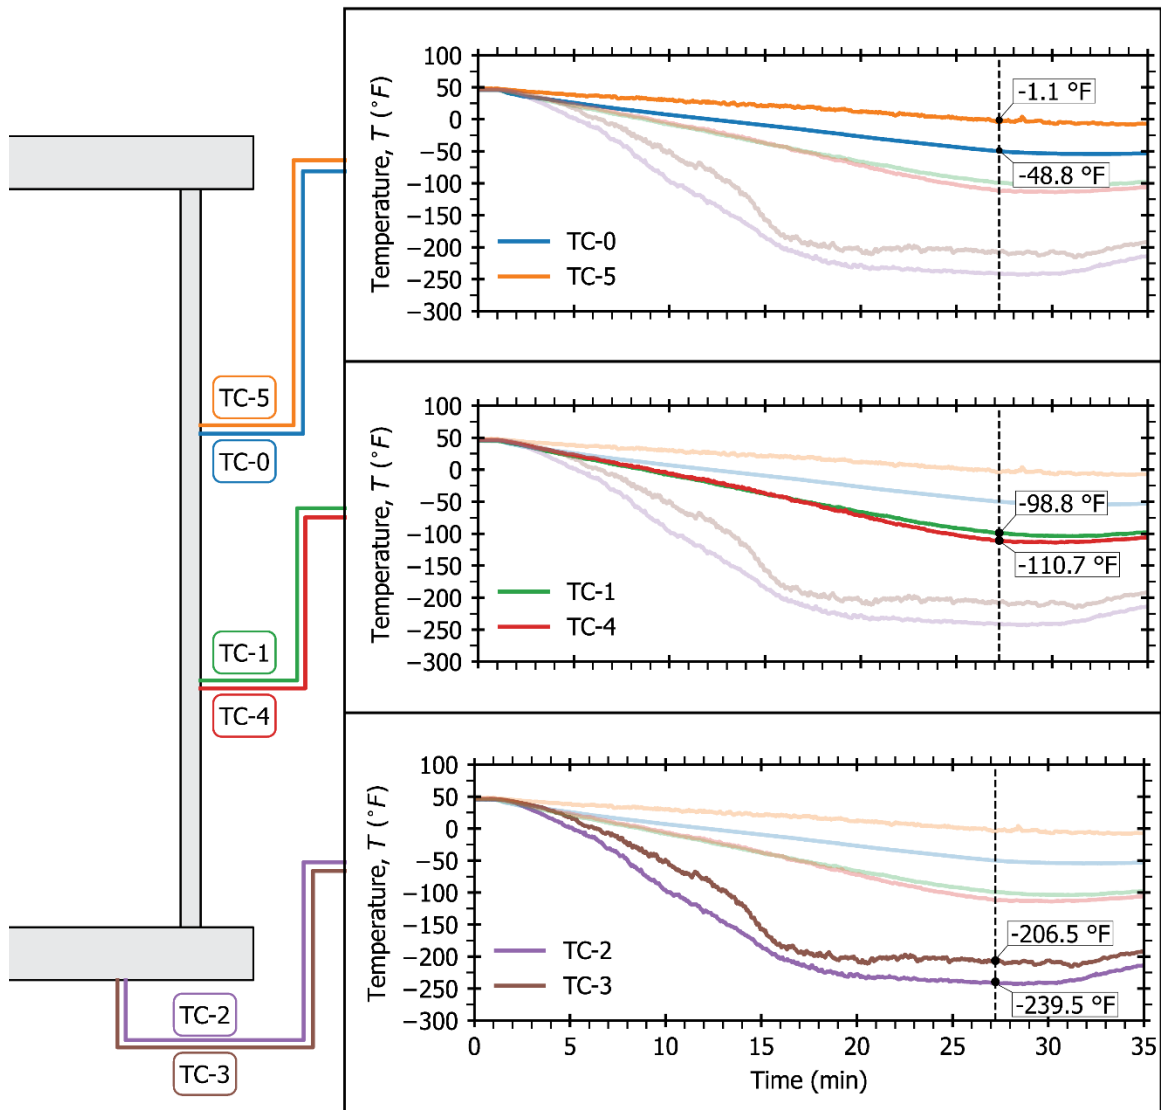 TC-5
TC-0
TC-1
TC-4
TC-2
TC-3
Temperature, T (°F)
100
50
0
−50
−100
−150
−200
−250
−300
-1.1 °F
-48.8 °F
TC-0
TC-5
Temperature, T (°F)
100
50
0
−50
−100
−150
−200
−250
−300
-98.8 °F
-110.7 °F
TC-1
TC-4
Temperature, T (°F)
100
50
0
−50
−100
−150
−200
−250
−300
-206.5 °F
-239.5 °F
TC-2
TC-3
0 5 10 15 20 25 30 35
Time (min)